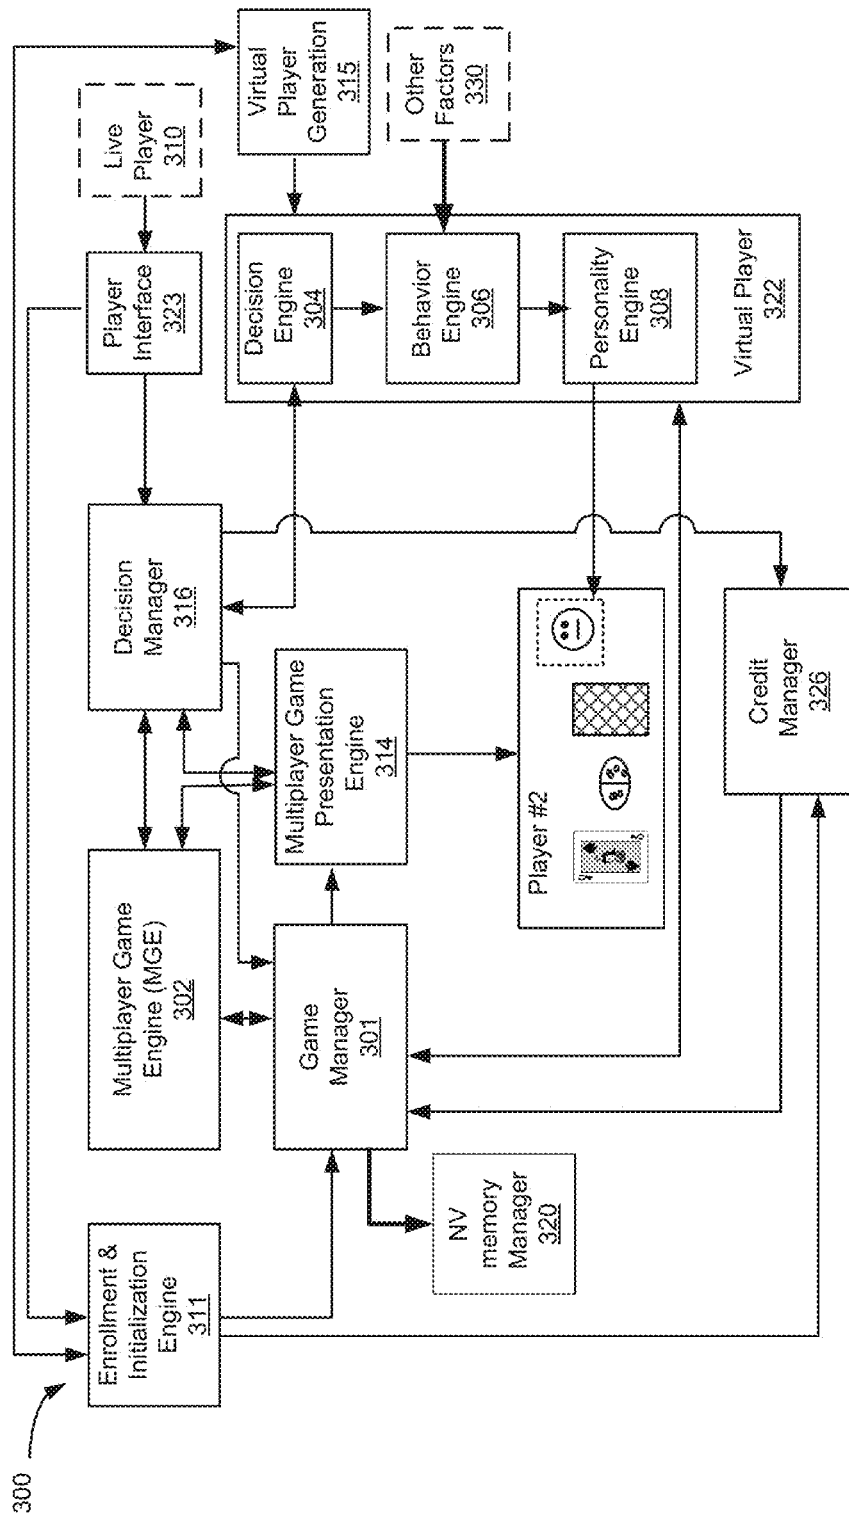 300
Enrollment &
Initialization
Engine
311
Multiplayer Game
Engine (MGE)
302
Decision
Manager
316
Player
Interface
323
Live
Player
310
Game
Manager
301
Multiplayer Game
Presentation
Engine
314
Virtual
Player
Generation
315
Decision
Engine
304
Behavior
Engine
306
Personality
Engine
308
Virtual Player
322
Other
Factors
330
NV
memory
Manager
320
Player #2
Credit
Manager
326